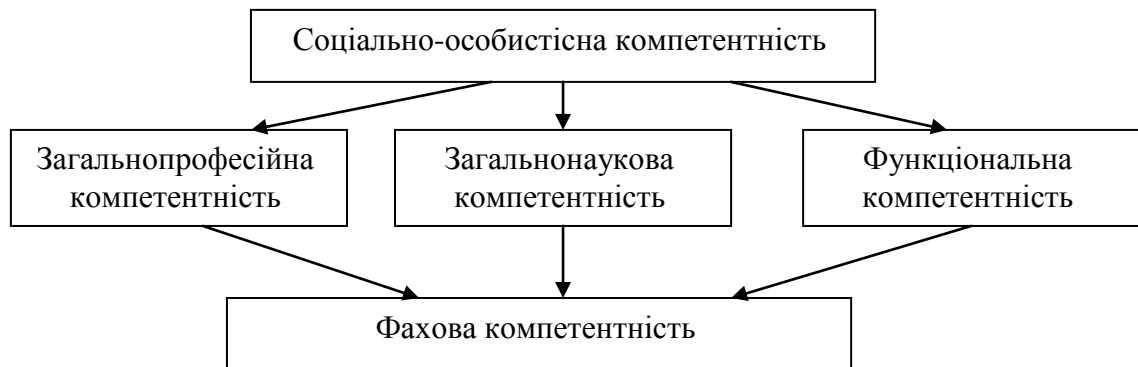 Соціально-особистісна компетентність
Загальнопрофесійна
компетентність
Загальнонаукова
компетентність
Функціональна
компетентність
Фахова компетентність